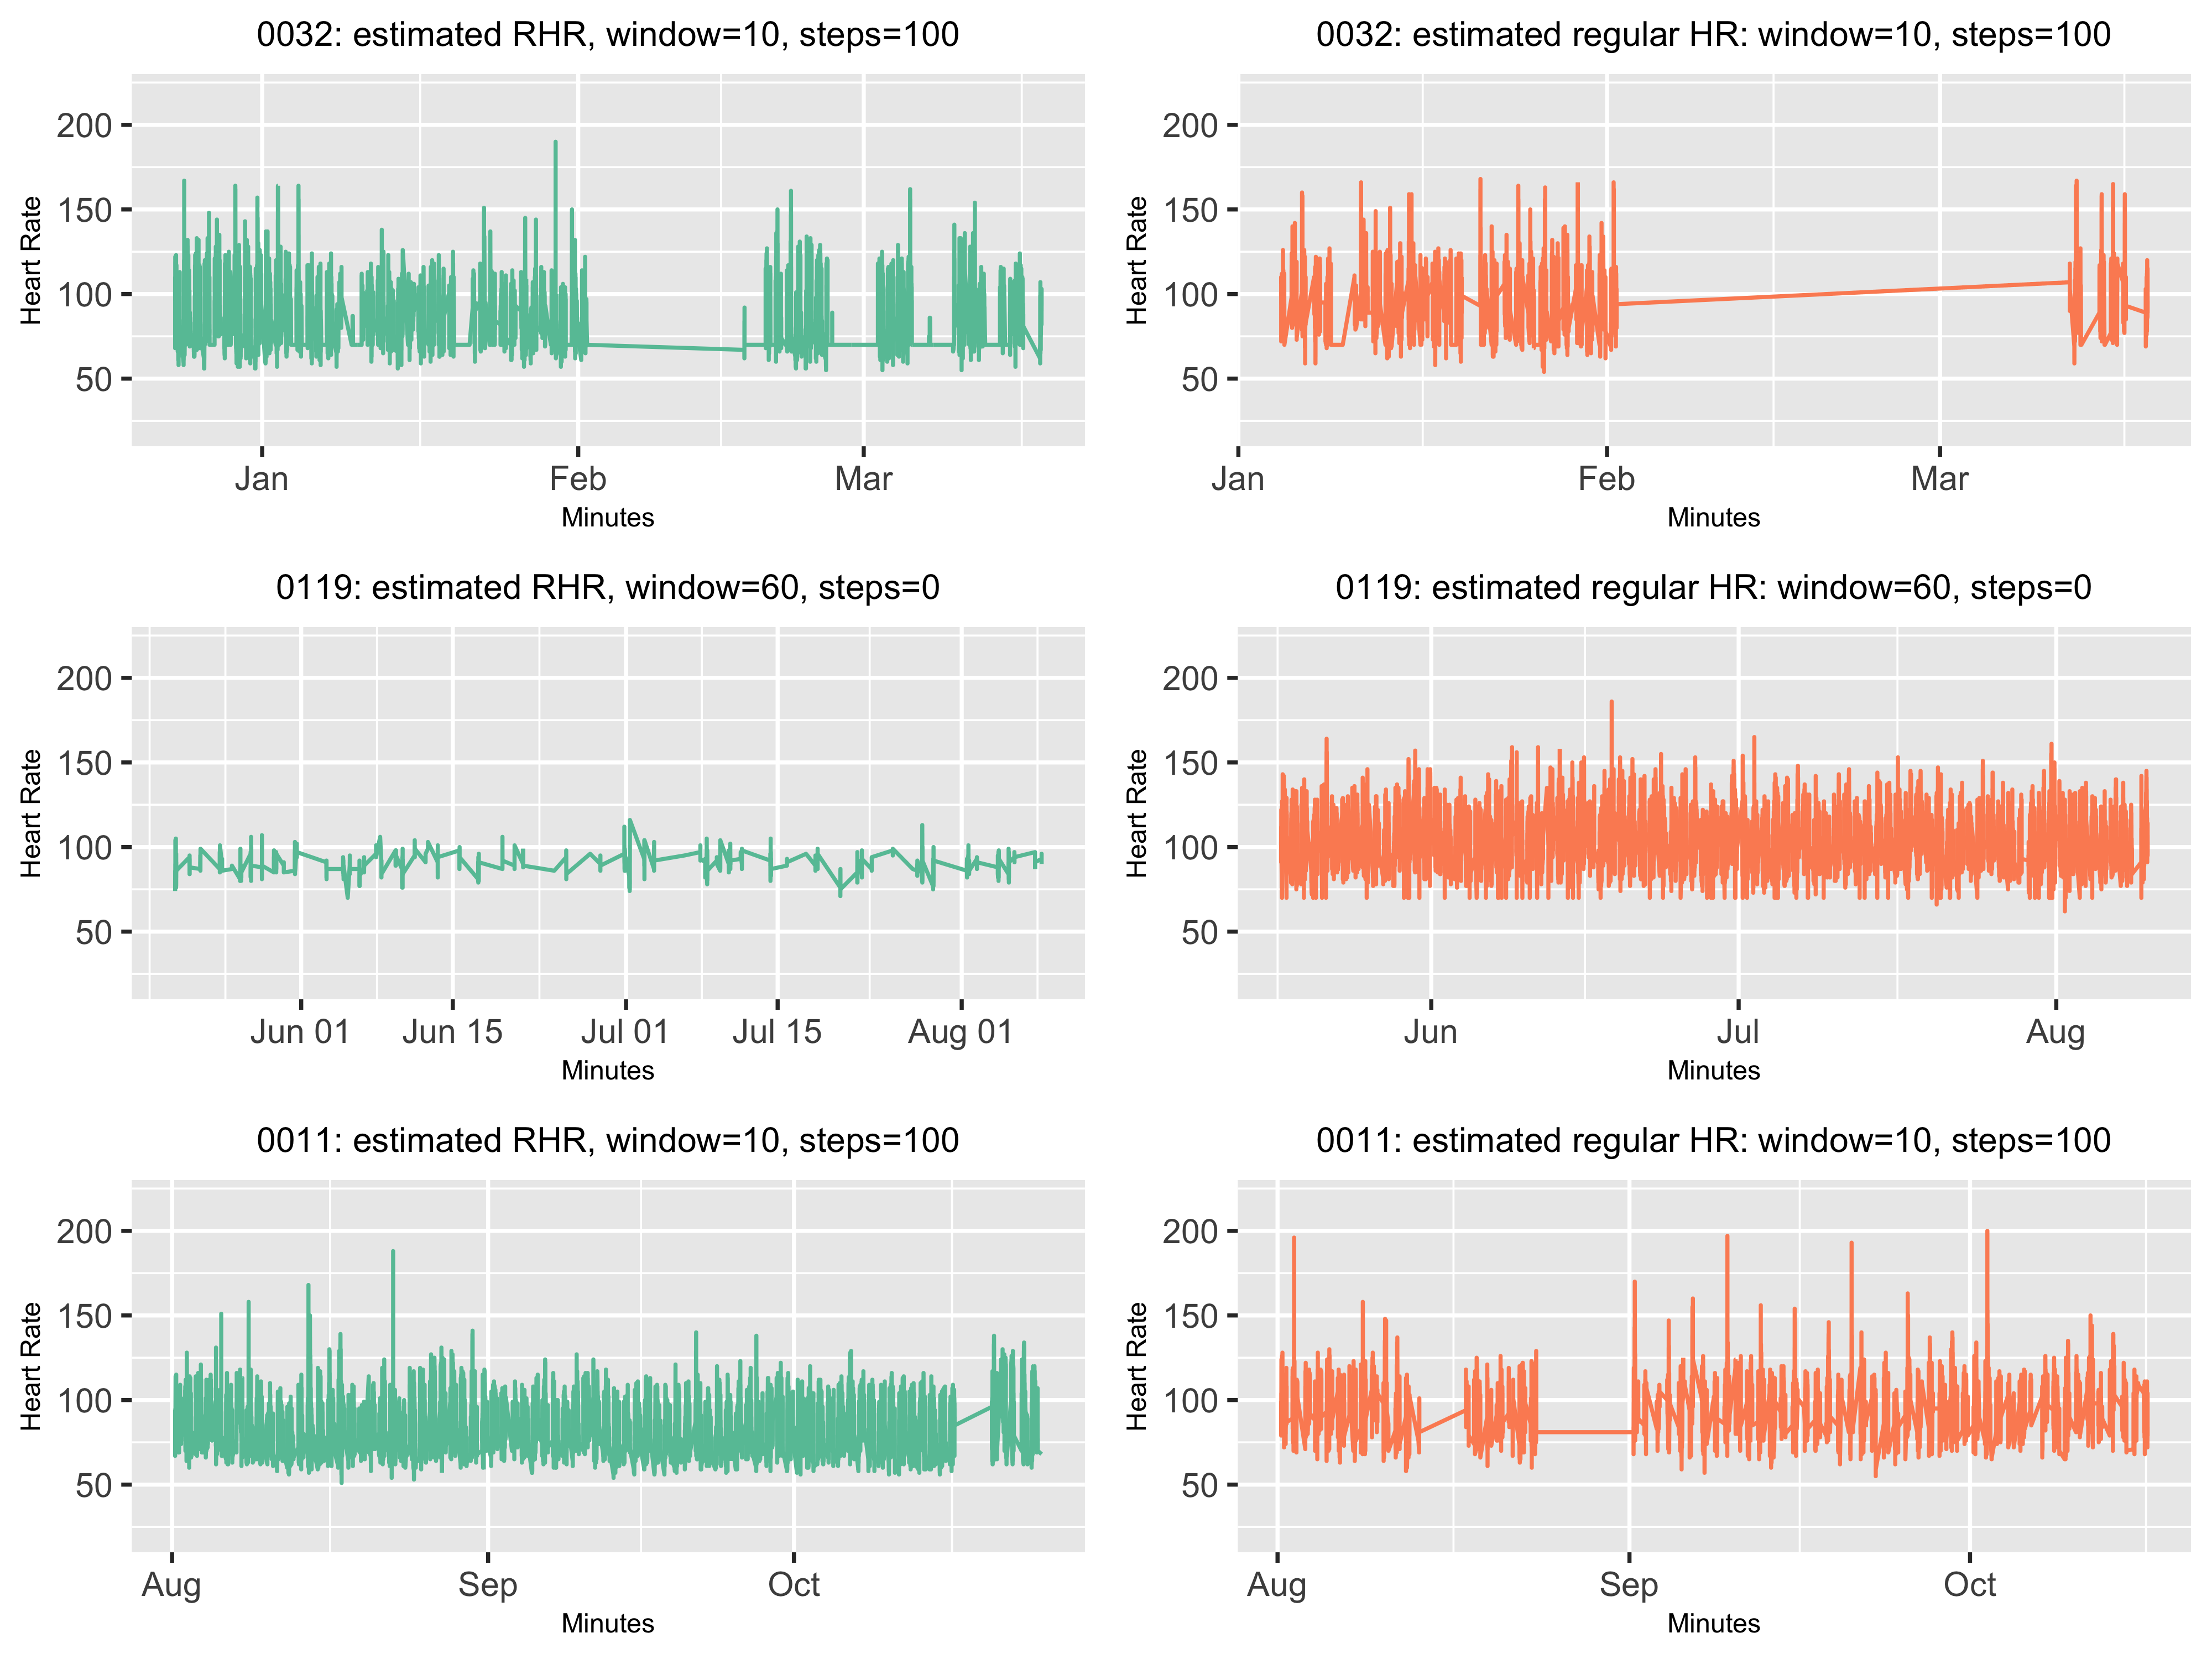 0032: estimated RHR, window=10, steps=100
200
150
100
50
Heart Rate
Jan Feb Mar
Minutes
0032: estimated regular HR: window=10, steps=100
200
150
100
50
Heart Rate
Jan Feb Mar
Minutes
0119: estimated RHR, window=60, steps=0
200
150
100
50
Heart Rate
Jun 01 Jun 15 Jul 01 Jul 15 Aug 01
Minutes
0119: estimated regular HR: window=60, steps=0
200
150
100
50
Heart Rate
Jun Jul Aug
Minutes
0011: estimated RHR, window=10, steps=100
200
150
100
50
Heart Rate
Aug Sep Oct
Minutes
0011: estimated regular HR: window=10, steps=100
200
150
100
50
Heart Rate
Aug Sep Oct
Minutes